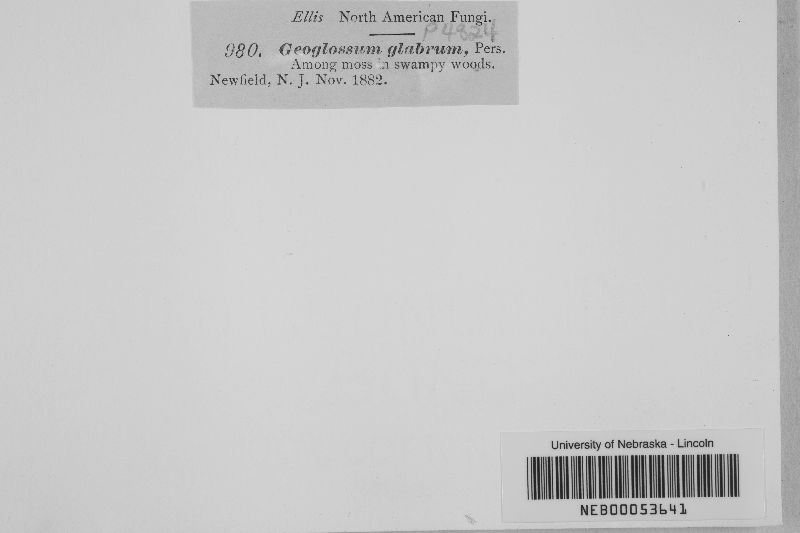 Ellis North American Fungi.
P4324
980. Geoglossum glabrum, Pers.
Among moss in swampy woods.
Newfield, N. J. Nov. 1882.
University of Nebraska - Lincoln
NEB00053641